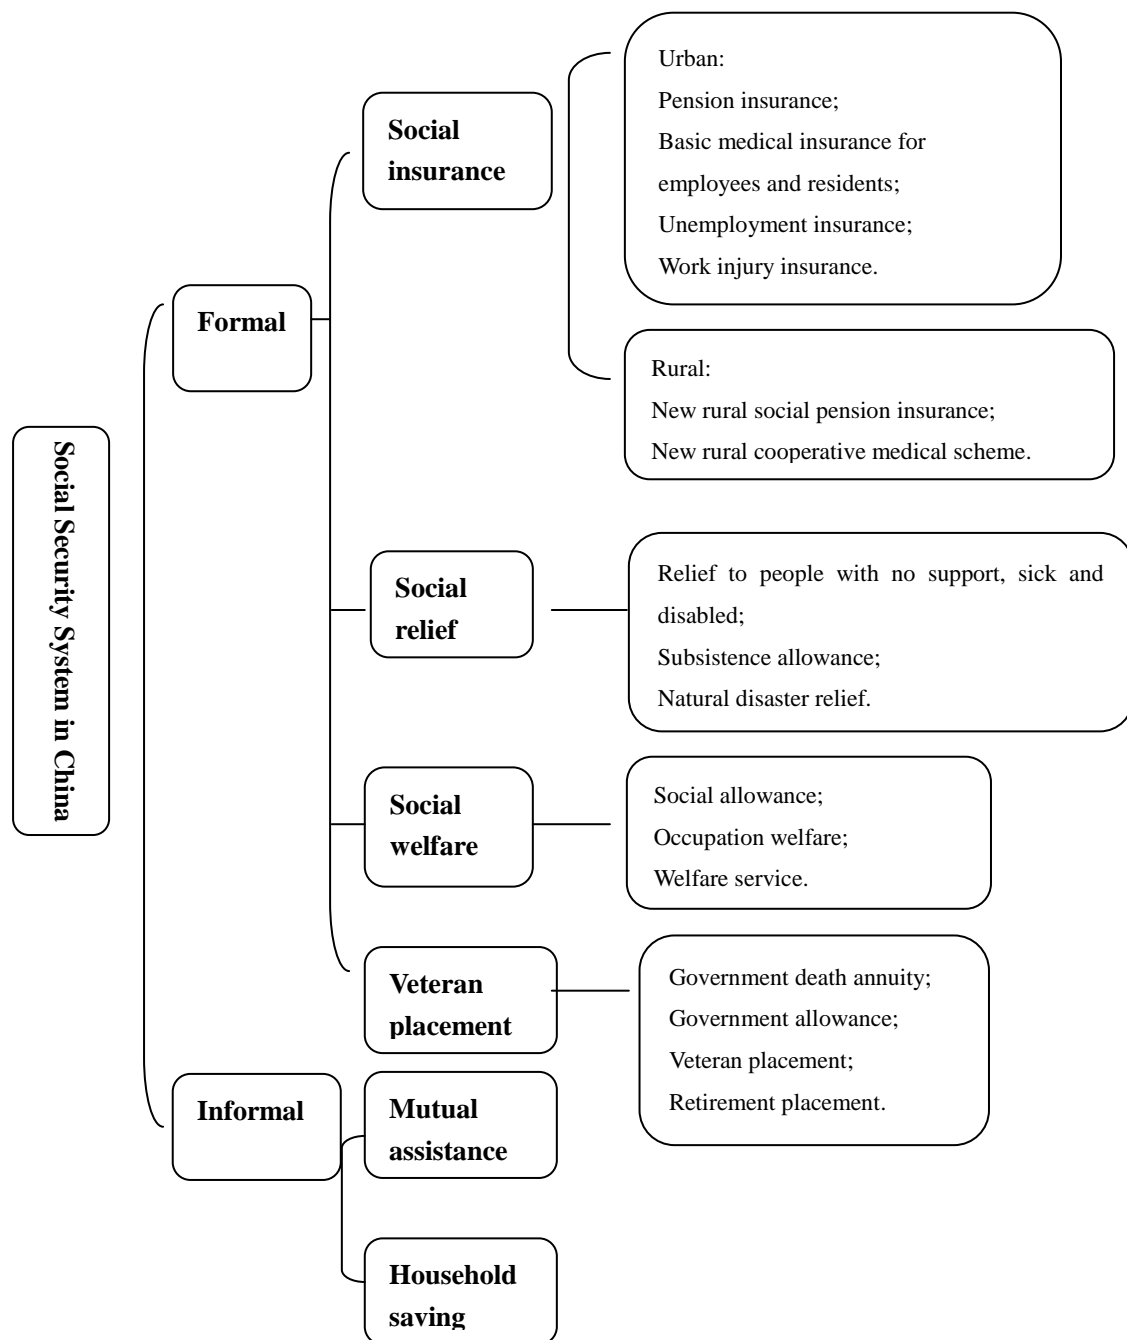 Social Security System in China
Formal
Social
insurance
Urban:
Pension insurance;
Basic medical insurance for
employees and residents;
Unemployment insurance;
Work injury insurance.
Rural:
New rural social pension insurance;
New rural cooperative medical scheme.
Social
relief
Relief to people with no support, sick and
disabled;
Subsistence allowance;
Natural disaster relief.
Social
welfare
Social allowance;
Occupation welfare;
Welfare service.
Veteran
placement
Government death annuity;
Government allowance;
Veteran placement;
Retirement placement.
Informal
Mutual
assistance
Household
saving